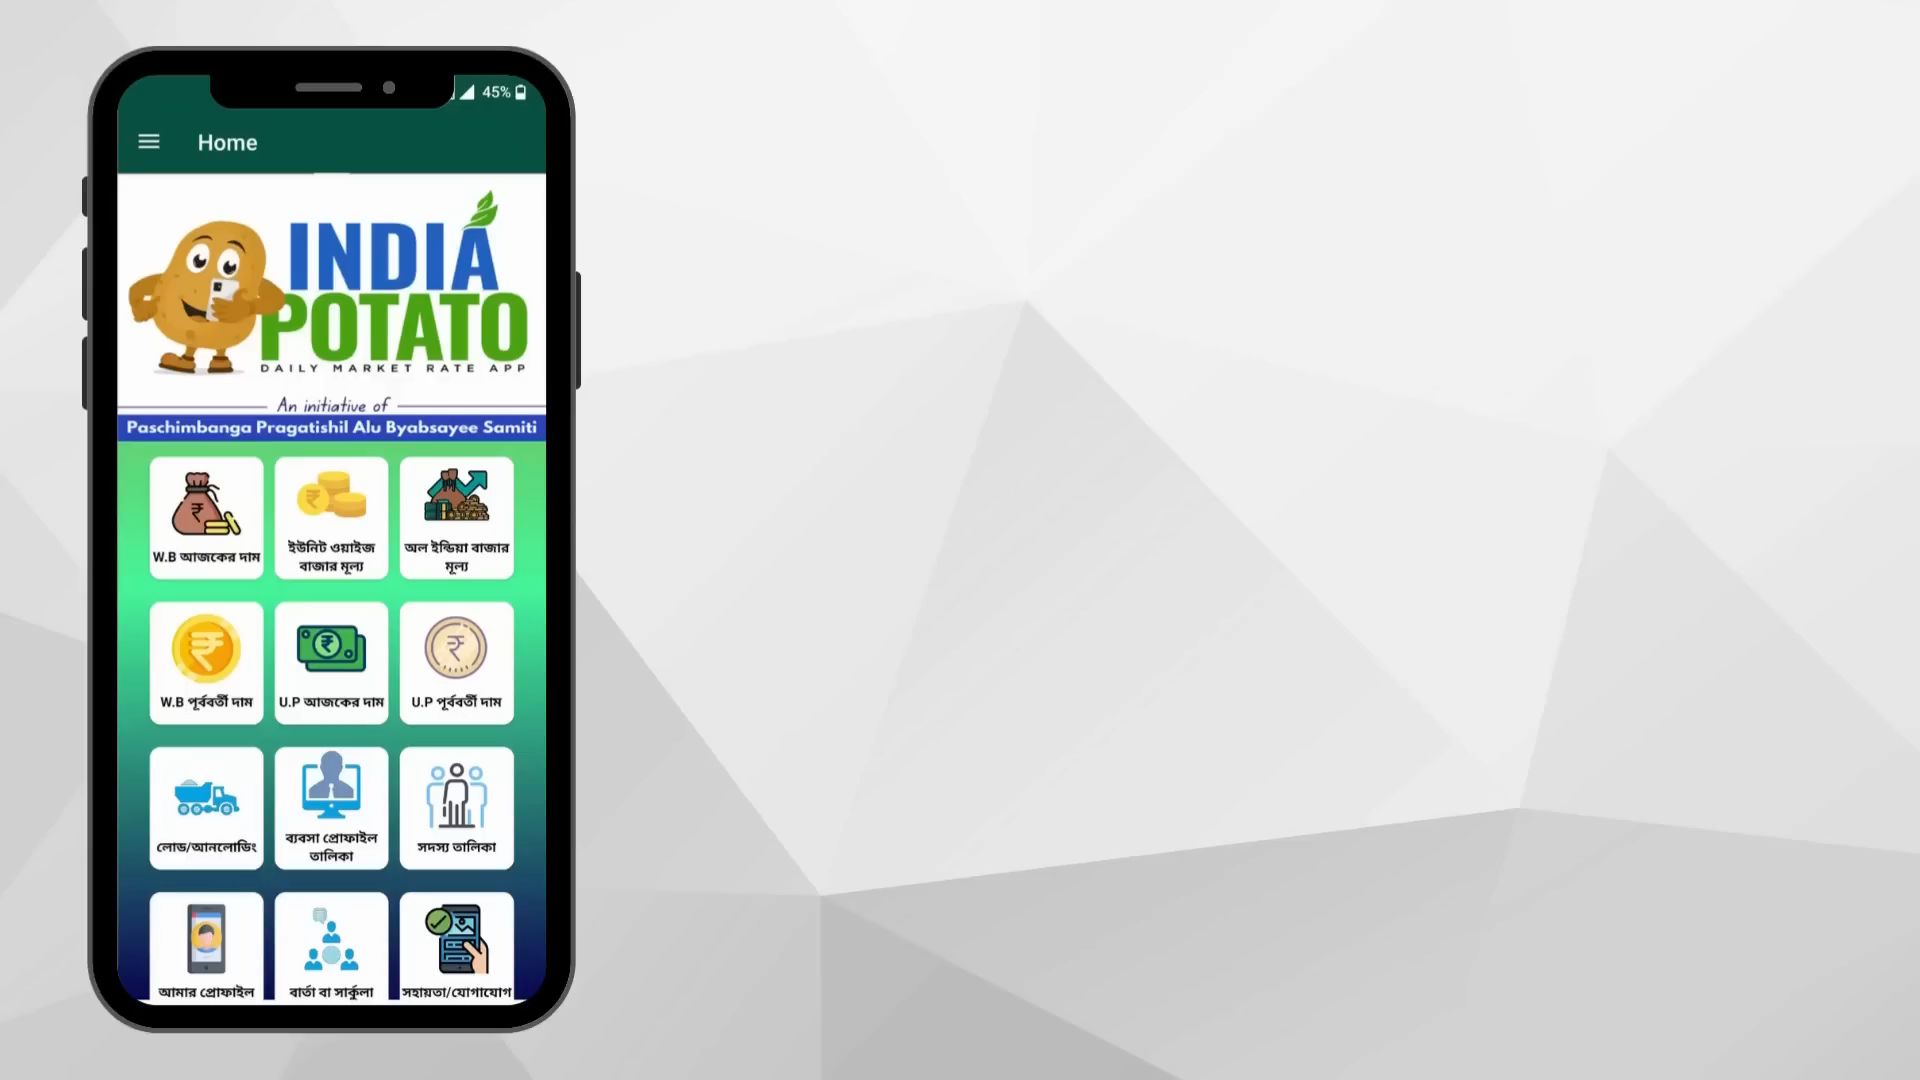 45%
Home
INDIA
POTATO
DAILY MARKET RATE APP
An initiative of
Paschimbanga Pragatishil Alu Byabsayee Samiti
W.B আজকের দাম
ইউনিট ওয়াইজ
বাজার মূল্য
অল ইন্ডিয়া বাজার
মূল্য
W.B পূর্ববর্তী দাম
U.P আজকের দাম
U.P পূর্ববর্তী দাম
লোড/আনলোডিং
ব্যবসা প্রোফাইল
তালিকা
সদস্য তালিকা
আমার প্রোফাইল
বার্তা বা সার্কুলা
সহায়তা/যোগাযোগ